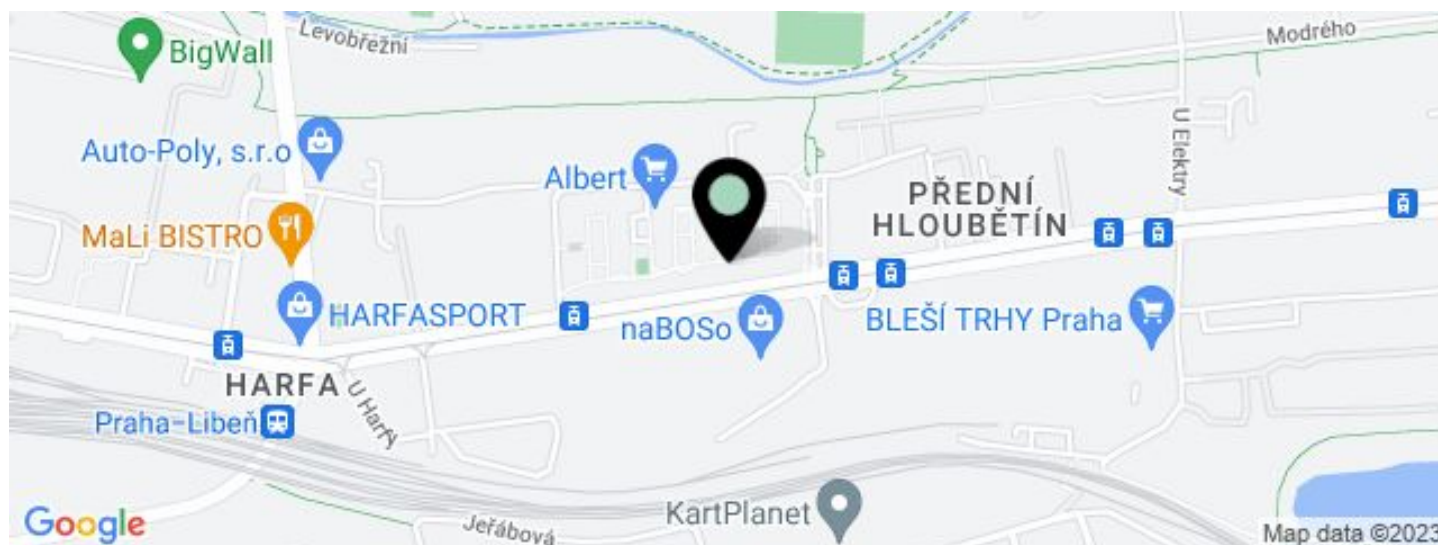 Levobřežní
Modrého
BigWall
U Elektry
Auto-Poly, s.r.o
Albert
PŘEDNÍ
HLOUBĚTÍN
MaLi BISTRO
HARFASPORT
naBOSo
BLEŠÍ TRHY Praha
HARFA
U Harfy
Praha-Libeň
KartPlanet
Google
Jeřábová
Map data ©2023